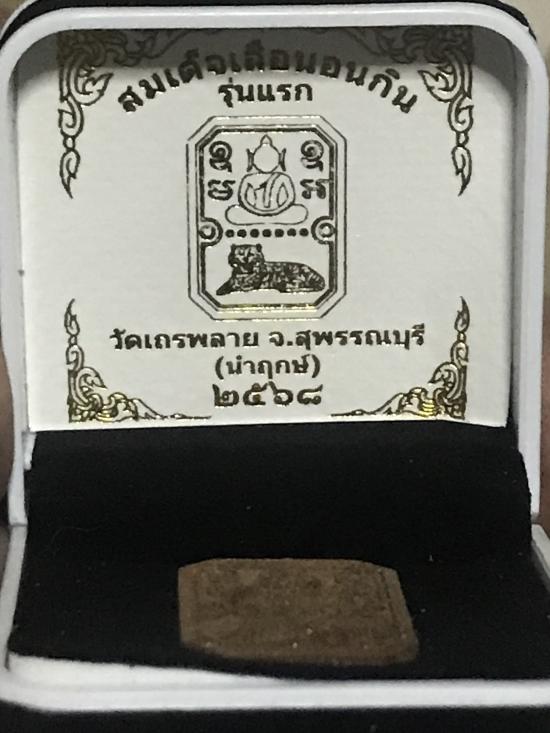 สมเด็จเสือนอนกิน
รุ่นแรก
วัดเถรพลาย จ.สุพรรณบุรี
(นำฤกษ์)
๒๕๖๘